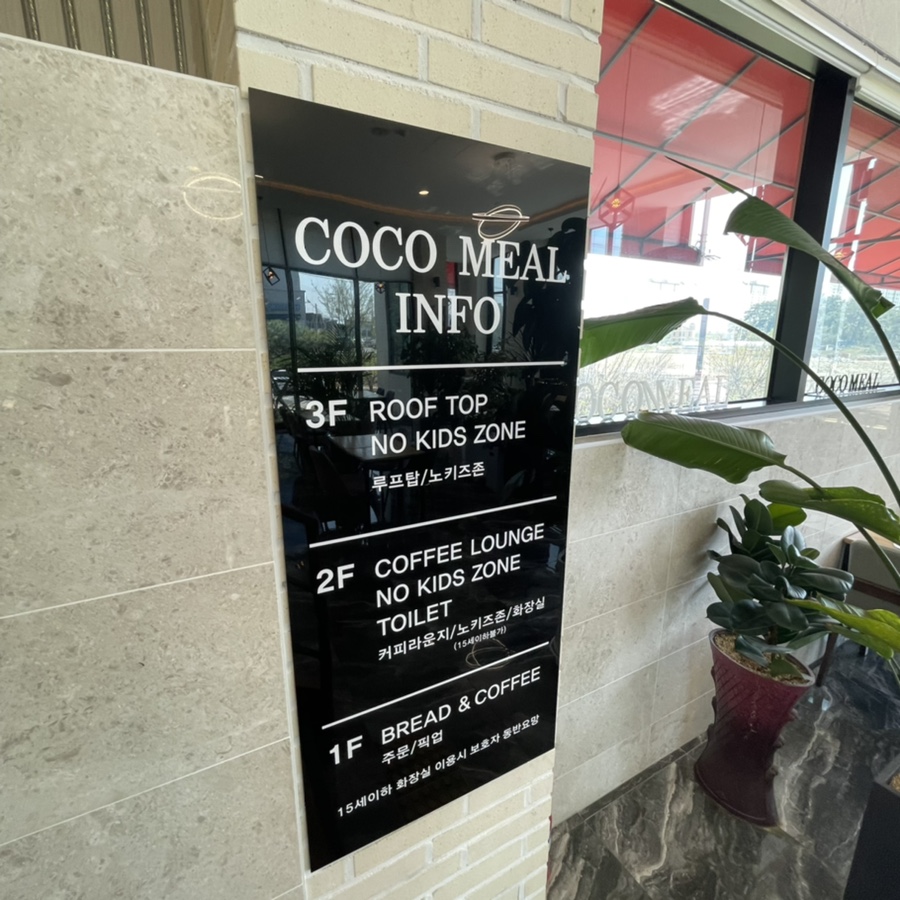 COCO MEAL
INFO
3F ROOF TOP
NO KIDS ZONE
루프탑/노키즈존
2F COFFEE LOUNGE
NO KIDS ZONE
TOILET
커피라운지/노키즈존/화장실
(15세이하불가)
1F BREAD & COFFEE
주문/픽업
15세이하 화장실 이용시 보호자 동반요망
COCO MEAL
COCO MEAL